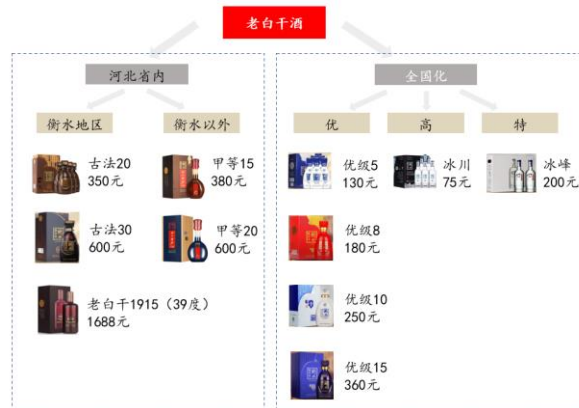 老白干酒
河北省内
全国化
衡水地区
衡水以外
优
高
特
古法20
350元
甲等15
380元
优级5
130元
冰川
75元
冰峰
200元
古法30
600元
甲等20
600元
优级8
180元
老白干1915（39度）
1688元
优级10
250元
优级15
360元